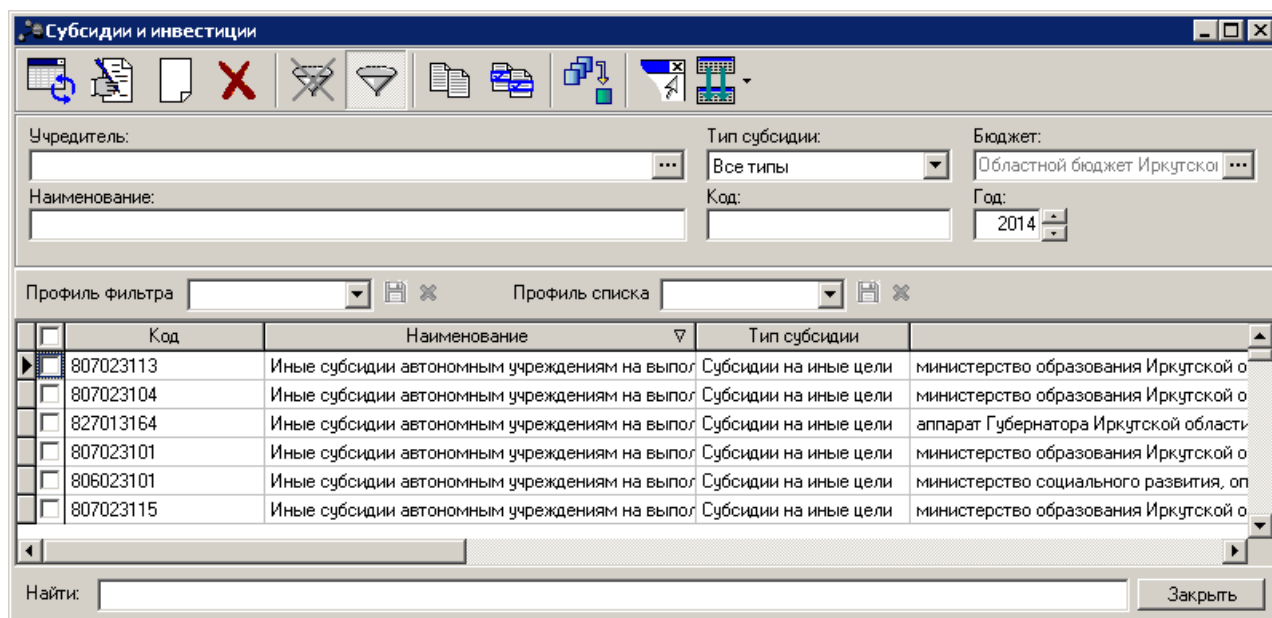 Субсидии и инвестиции
Учредитель: Тип субсидии: Бюджет:
Все типы Областной бюджет Иркутско
Наименование: Код: Год:
2014
Профиль фильтра Профиль списка
Код Наименование Тип субсидии
807023113 Иные субсидии автономным учреждениям на выпол Субсидии на иные цели министерство образования Иркутской о
807023104 Иные субсидии автономным учреждениям на выпол Субсидии на иные цели министерство образования Иркутской о
827013164 Иные субсидии автономным учреждениям на выпол Субсидии на иные цели аппарат Губернатора Иркутской области
807023101 Иные субсидии автономным учреждениям на выпол Субсидии на иные цели министерство образования Иркутской о
806023101 Иные субсидии автономным учреждениям на выпол Субсидии на иные цели министерство социального развития, оп
807023115 Иные субсидии автономным учреждениям на выпол Субсидии на иные цели министерство образования Иркутской о
Найти: Закрыть